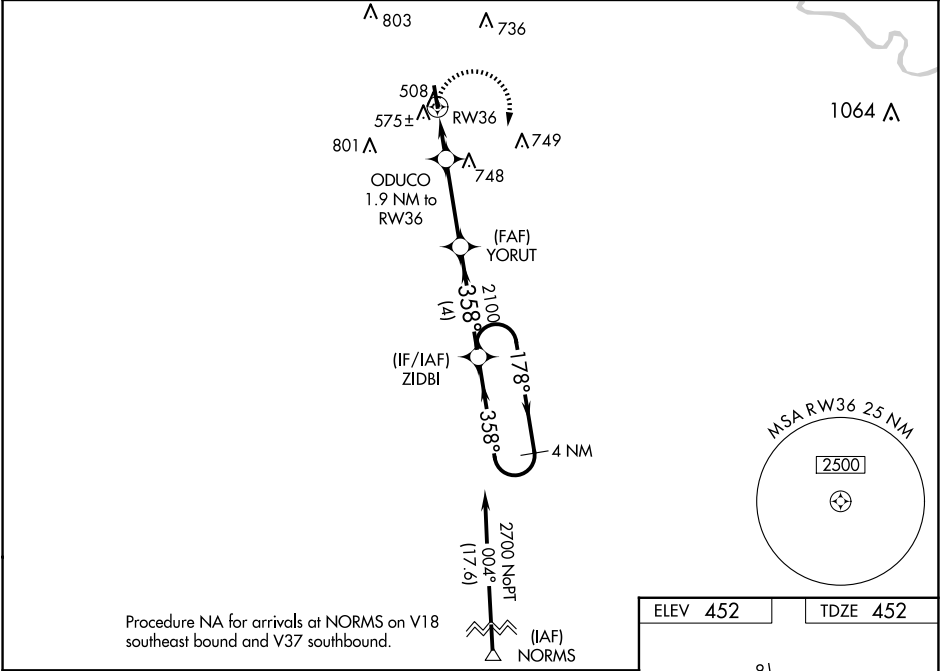 803
736
508
575±
RW36
1064
801
749
748
ODUCO
1.9 NM to
RW36
(FAF)
YORUT
2100
358°
(4)
(IF/IAF)
ZIDBI
178°
358°
4 NM
MSA RW36 25 NM
2500
2700 NoPT
004°
(17.6)
Procedure NA for arrivals at NORMS on V18
southeast bound and V37 southbound.
(IAF)
NORMS
ELEV 452
TDZE 452